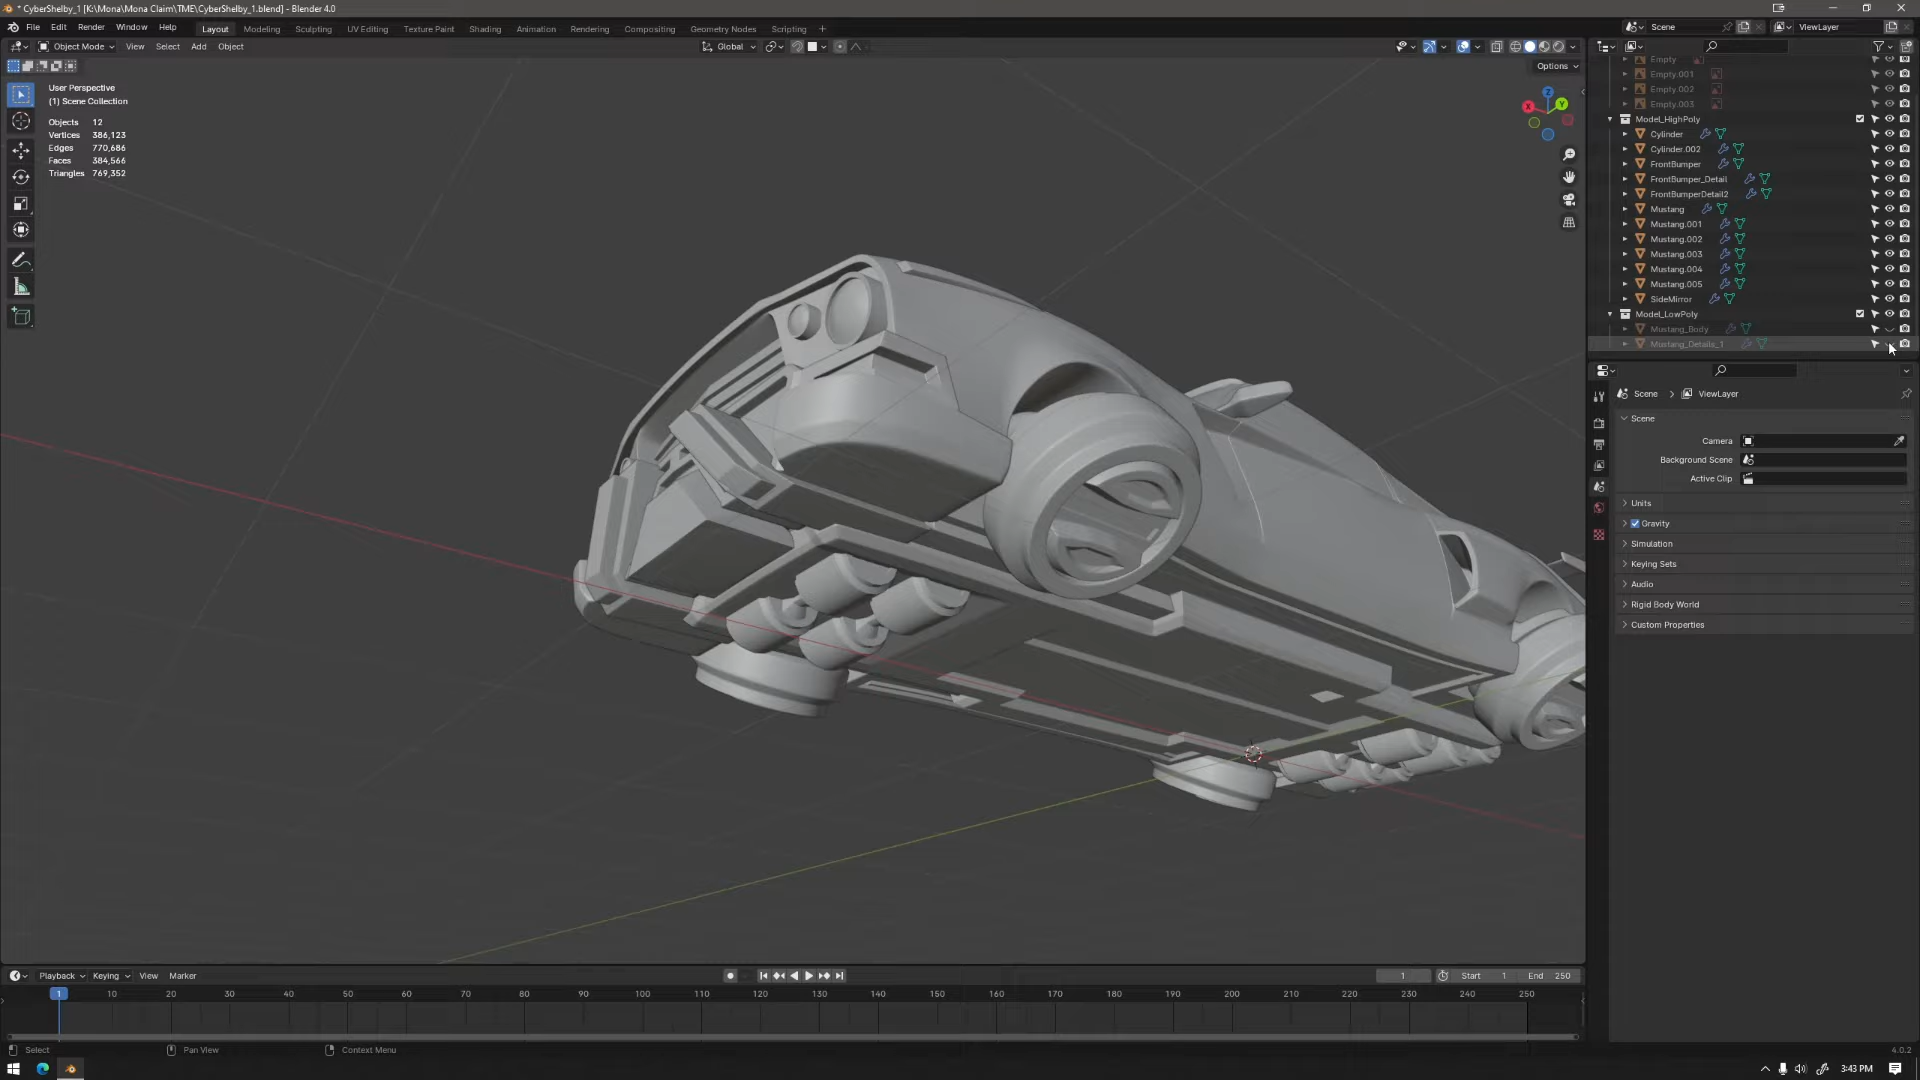 * CyberShelby_1 [K:\Mona\Mona Claim\TME\CyberShelby_1.blend] - Blender 4.0
File Edit Render Window Help Layout Modeling Sculpting UV Editing Texture Paint Shading Animation Rendering Compositing Geometry Nodes Scripting + Scene ViewLayer
Object Mode View Select Add Object Global
Options
User Perspective
(1) Scene Collection
Objects 12
Vertices 386,123
Edges 770,686
Faces 384,566
Triangles 769,352
Z
X
Y
Empty
Empty.001
Empty.002
Empty.003
Model_HighPoly
Cylinder
Cylinder.002
FrontBumper
FrontBumper_Detail
FrontBumperDetail2
Mustang
Mustang.001
Mustang.002
Mustang.003
Mustang.004
Mustang.005
SideMirror
Model_LowPoly
Mustang_Body
Mustang_Details_1
Scene > ViewLayer
Scene
Camera
Background Scene
Active Clip
Units
Gravity
Simulation
Keying Sets
Audio
Rigid Body World
Custom Properties
Playback Keying View Marker 1 Start 1 End 250
1 10 20 30 40 50 60 70 80 90 100 110 120 130 140 150 160 170 180 190 200 210 220 230 240 250
Select Pan View Context Menu 4.0.2
3:43 PM